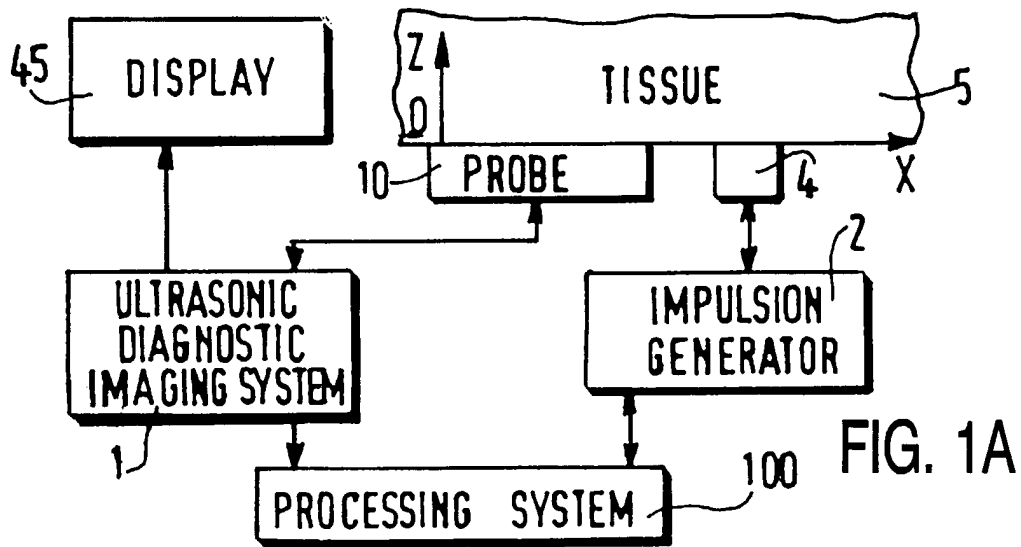 45
DISPLAY
Z
O
TISSUE
5
10
PROBE
4
X
2
ULTRASONIC
DIAGNOSTIC
IMAGING SYSTEM
1
IMPULSION
GENERATOR
FIG. 1A
PROCESSING SYSTEM
100